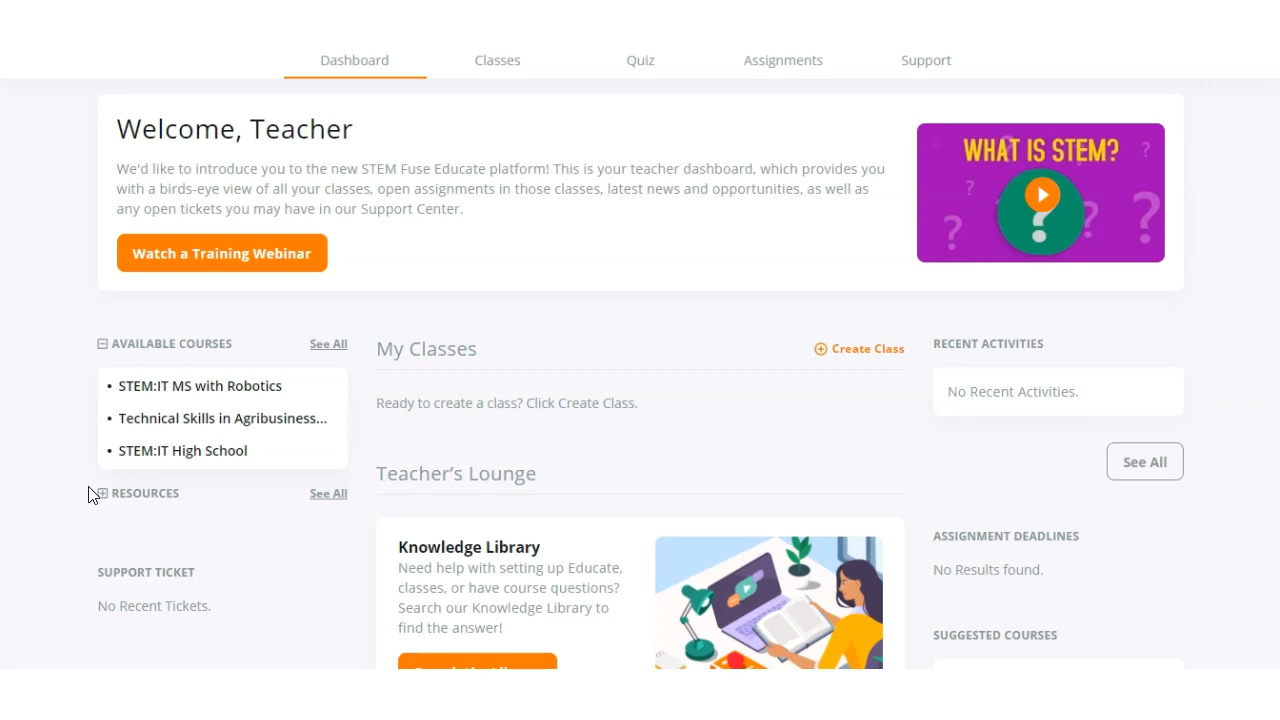 Dashboard
Classes
Quiz
Assignments
Support
Welcome, Teacher
We'd like to introduce you to the new STEM Fuse Educate platform! This is your teacher dashboard, which provides you
with a birds-eye view of all your classes, open assignments in those classes, latest news and opportunities, as well as
any open tickets you may have in our Support Center.
Watch a Training Webinar
WHAT IS STEM?
? ? ? ? ? ?
AVAILABLE COURSES
See All
• STEM:IT MS with Robotics
• Technical Skills in Agribusiness...
• STEM:IT High School
RESOURCES
See All
SUPPORT TICKET
No Recent Tickets.
My Classes
Create Class
Ready to create a class? Click Create Class.
Teacher’s Lounge
Knowledge Library
Need help with setting up Educate,
classes, or have course questions?
Search our Knowledge Library to
find the answer!
RECENT ACTIVITIES
No Recent Activities.
See All
ASSIGNMENT DEADLINES
No Results found.
SUGGESTED COURSES